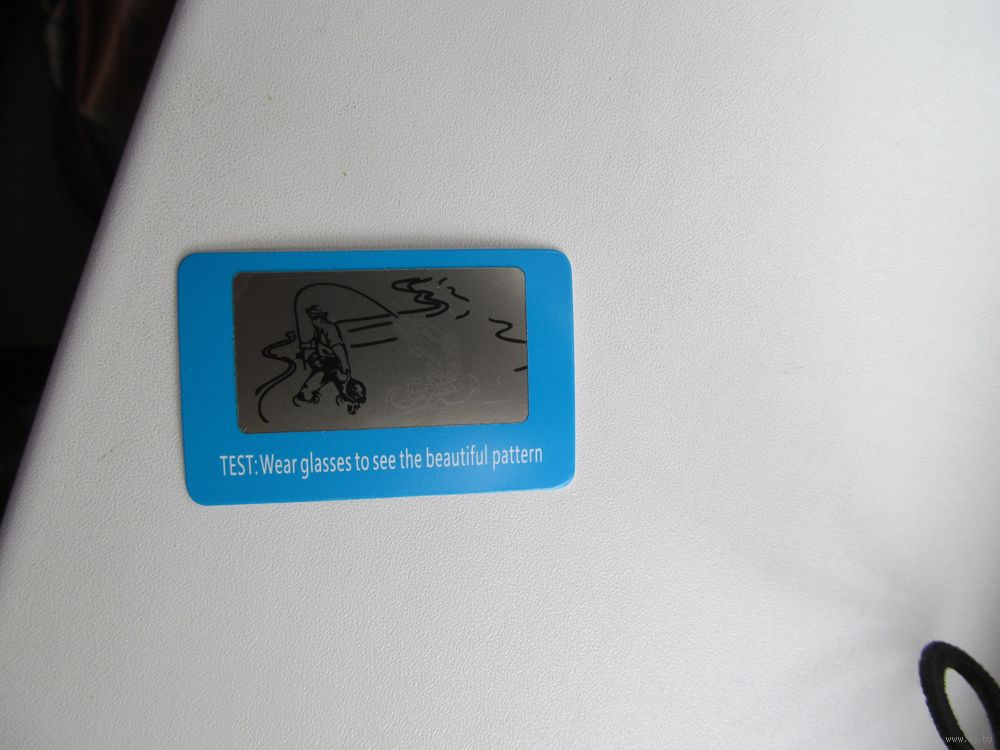 TEST: Wear glasses to see the beautiful pattern